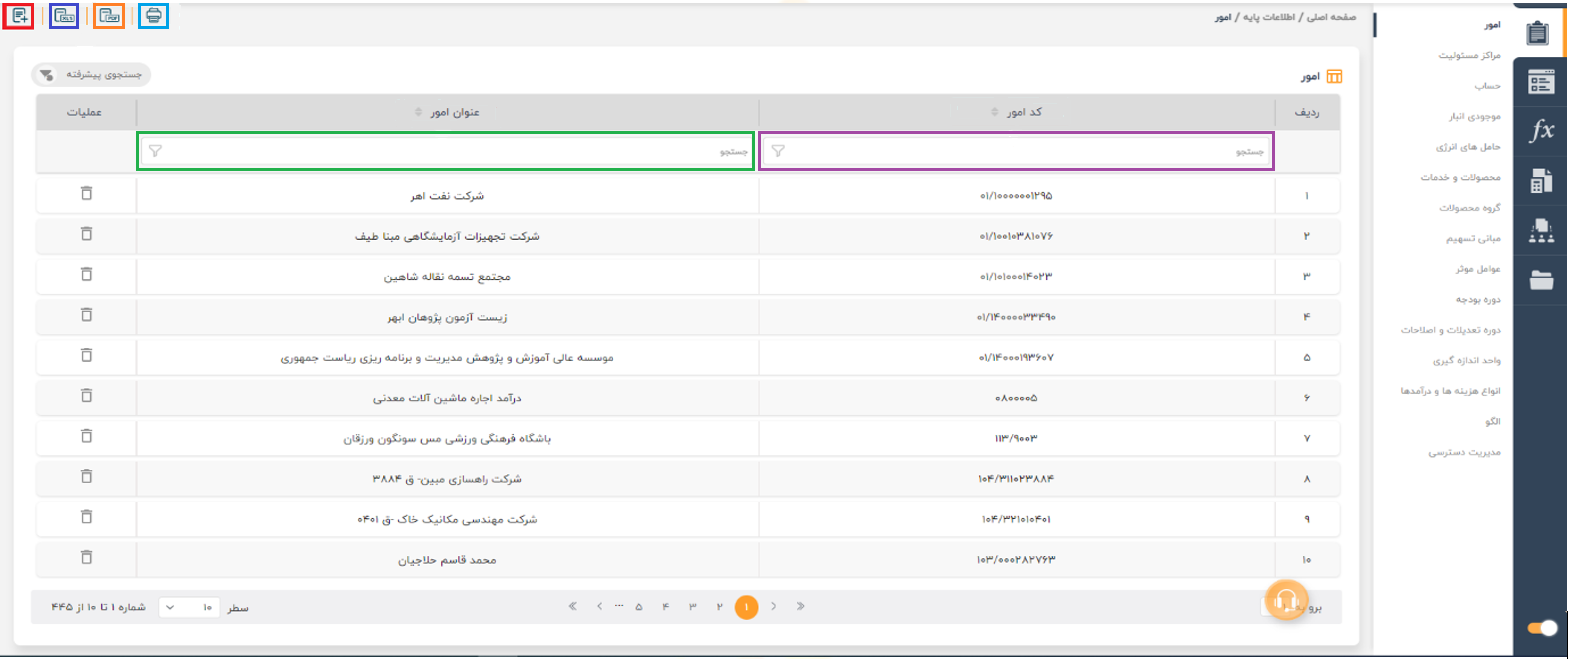 XLS
PDF
صفحه اصلی / اطلاعات پایه / امور
امور
مراکز مسئولیت
حساب
موجودی انبار
حامل های انرژی
محصولات و خدمات
گروه محصولات
مبانی تسهیم
عوامل موثر
دوره بودجه
دوره تعدیلات و اصلاحات
واحد اندازه گیری
انواع هزینه ها و درآمدها
الگو
مدیریت دسترسی
fx
امور
جستجوی پیشرفته
ردیف کد امور عنوان امور عملیات
جستجو جستجو
۱ ۰۱/۱۰۰۰۰۰۰۱۲۹۵ شرکت نفت اهر
۲ ۰۱/۱۰۰۱۰۳۸۱۰۷۶ شرکت تجهیزات آزمایشگاهی مبنا طیف
۳ ۰۱/۱۰۱۰۰۰۱۴۰۲۳ مجتمع تسمه نقاله شاهین
۴ ۰۱/۱۴۰۰۰۰۳۳۴۹۰ زیست آزمون پژوهان ابهر
۵ ۰۱/۱۴۰۰۰۱۹۳۶۰۷ موسسه عالی آموزش و پژوهش مدیریت و برنامه ریزی ریاست جمهوری
۶ ۰۸۰۰۰۰۵ درآمد اجاره ماشین آلات معدنی
۷ ۱۱۳/۹۰۰۳ باشگاه فرهنگی ورزشی مس سونگون ورزقان
۸ ۱۰۴/۳۱۱۰۲۳۸۸۴ شرکت راهسازی مبین- ق ۳۸۸۴
۹ ۱۰۴/۳۲۱۰۱۰۴۰۱ شرکت مهندسی مکانیک خاک -ق ۰۴۰۱
۱۰ ۱۰۳/۰۰۰۲۸۲۷۶۳ محمد قاسم حلاجیان
برو به ۱ ۲ ۳ ۴ ۵ ... سطر ۱۰ شماره ۱ تا ۱۰ از ۴۴۵